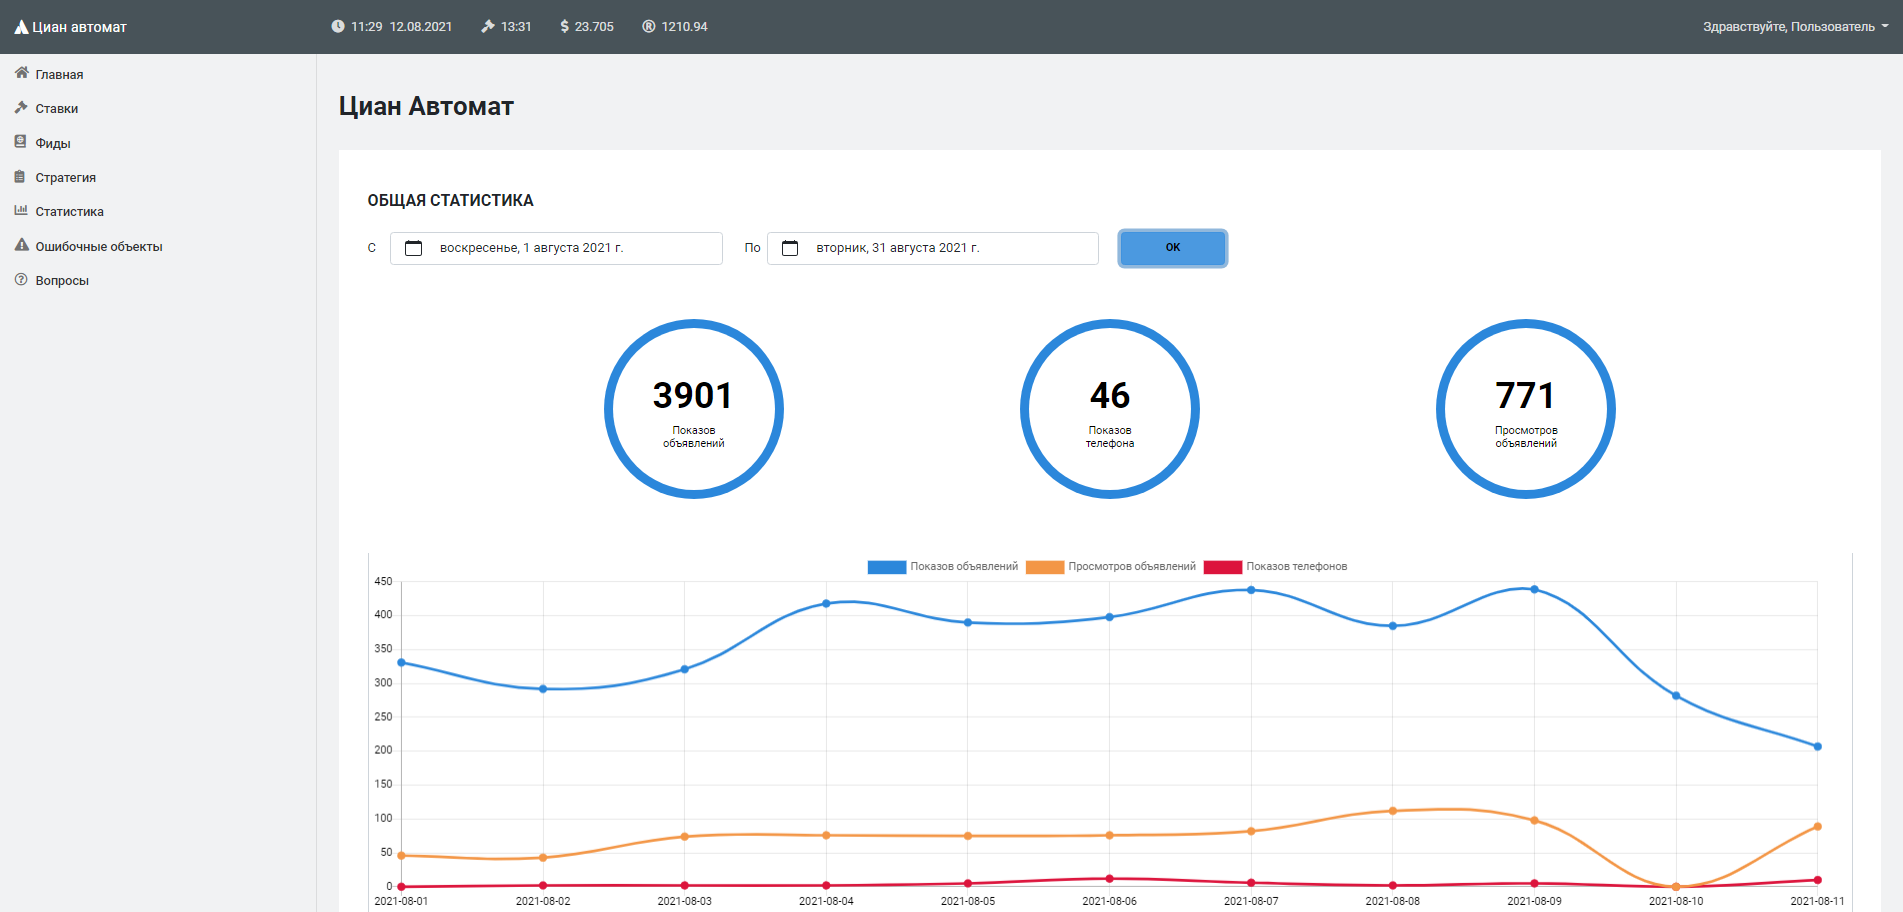 Циан автомат
11:29 12.08.2021
13:31
$ 23.705
® 1210.94
Здравствуйте, Пользователь
Главная
Ставки
Фиды
Стратегия
Статистика
Ошибочные объекты
Вопросы
Циан Автомат
ОБЩАЯ СТАТИСТИКА
С
воскресенье, 1 августа 2021 г.
По
вторник, 31 августа 2021 г.
ОК
3901
Показов
объявлений
46
Показов
телефона
771
Просмотров
объявлений
Показов объявлений
Просмотров объявлений
Показов телефонов
450
400
350
300
250
200
150
100
50
0
2021-08-01
2021-08-02
2021-08-03
2021-08-04
2021-08-05
2021-08-06
2021-08-07
2021-08-08
2021-08-09
2021-08-10
2021-08-11